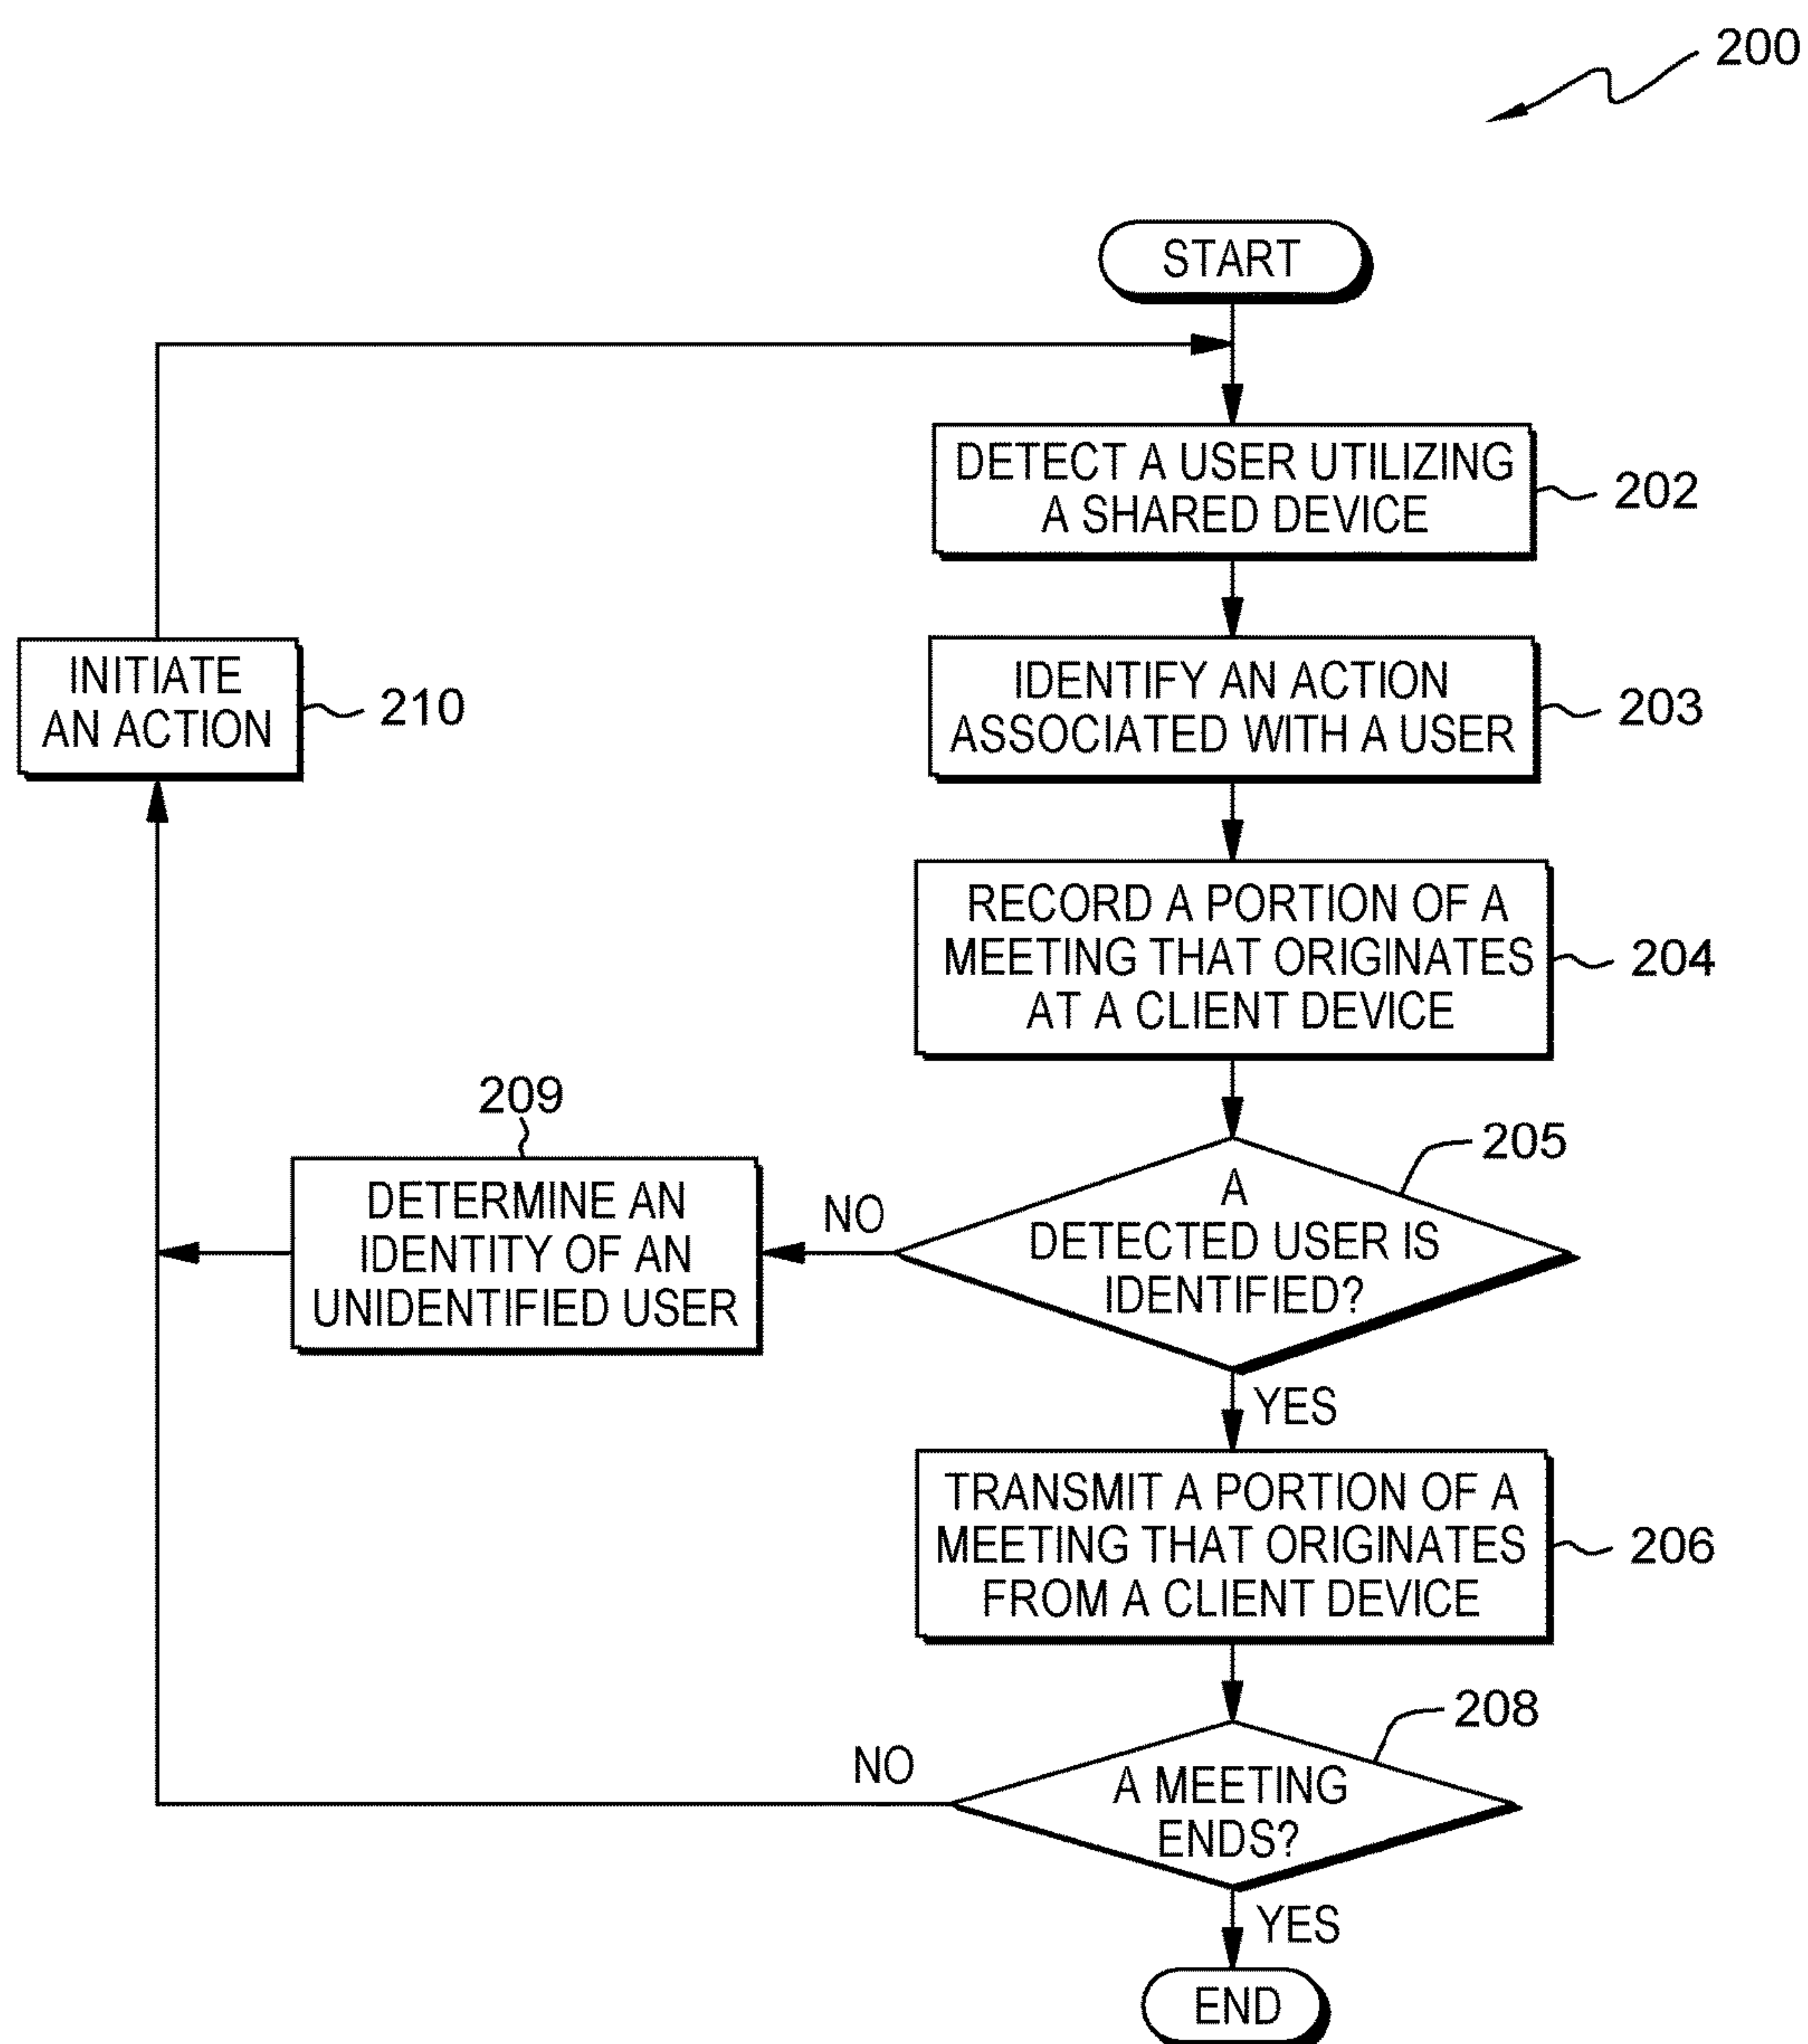 200
START
DETECT A USER UTILIZING
A SHARED DEVICE
202
IDENTIFY AN ACTION
ASSOCIATED WITH A USER
203
INITIATE
AN ACTION
210
RECORD A PORTION OF A
MEETING THAT ORIGINATES
AT A CLIENT DEVICE
204
205
A
DETECTED USER IS
IDENTIFIED?
NO
209
DETERMINE AN
IDENTITY OF AN
UNIDENTIFIED USER
YES
TRANSMIT A PORTION OF A
MEETING THAT ORIGINATES
FROM A CLIENT DEVICE
206
208
A MEETING
ENDS?
NO
YES
END